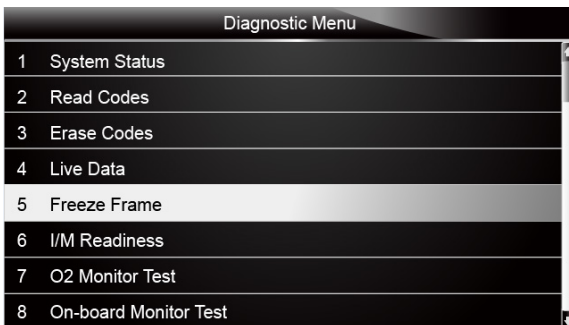 Diagnostic Menu
1 System Status
2 Read Codes
3 Erase Codes
4 Live Data
5 Freeze Frame
6 I/M Readiness
7 O2 Monitor Test
8 On-board Monitor Test